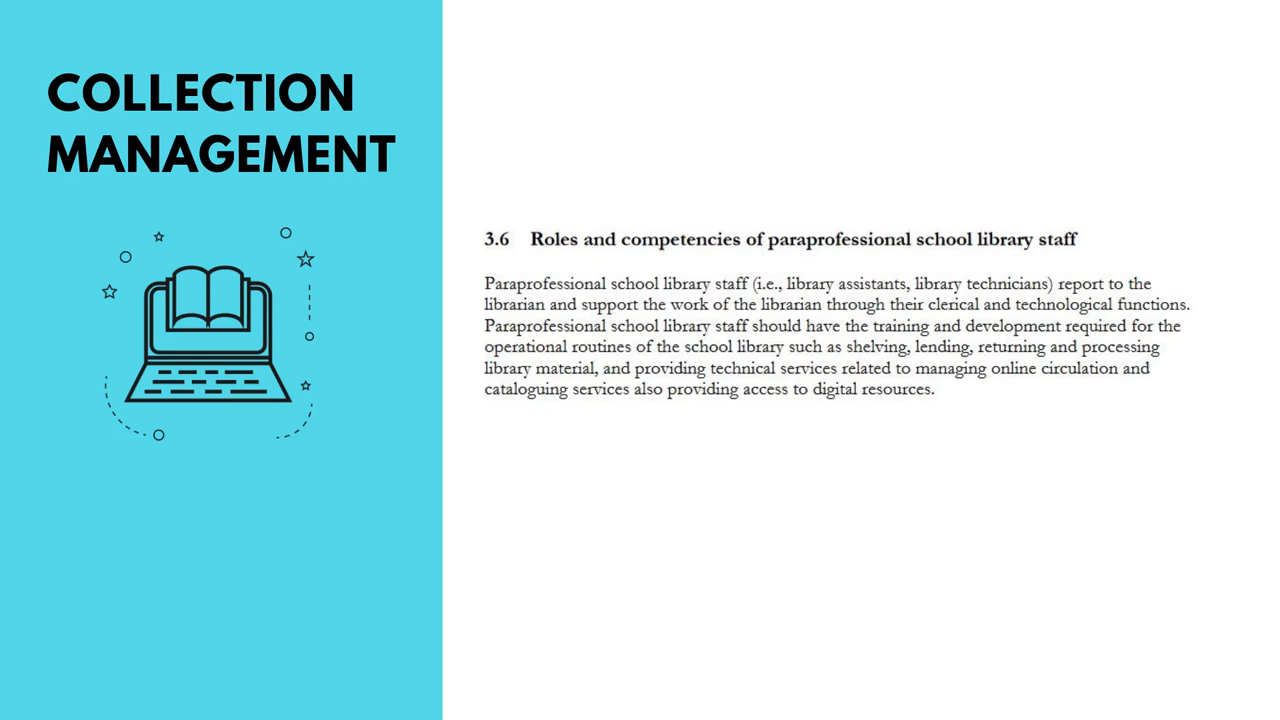 COLLECTION
MANAGEMENT
3.6 Roles and competencies of paraprofessional school library staff
Paraprofessional school library staff (i.e., library assistants, library technicians) report to the
librarian and support the work of the librarian through their clerical and technological functions.
Paraprofessional school library staff should have the training and development required for the
operational routines of the school library such as shelving, lending, returning and processing
library material, and providing technical services related to managing online circulation and
cataloguing services also providing access to digital resources.